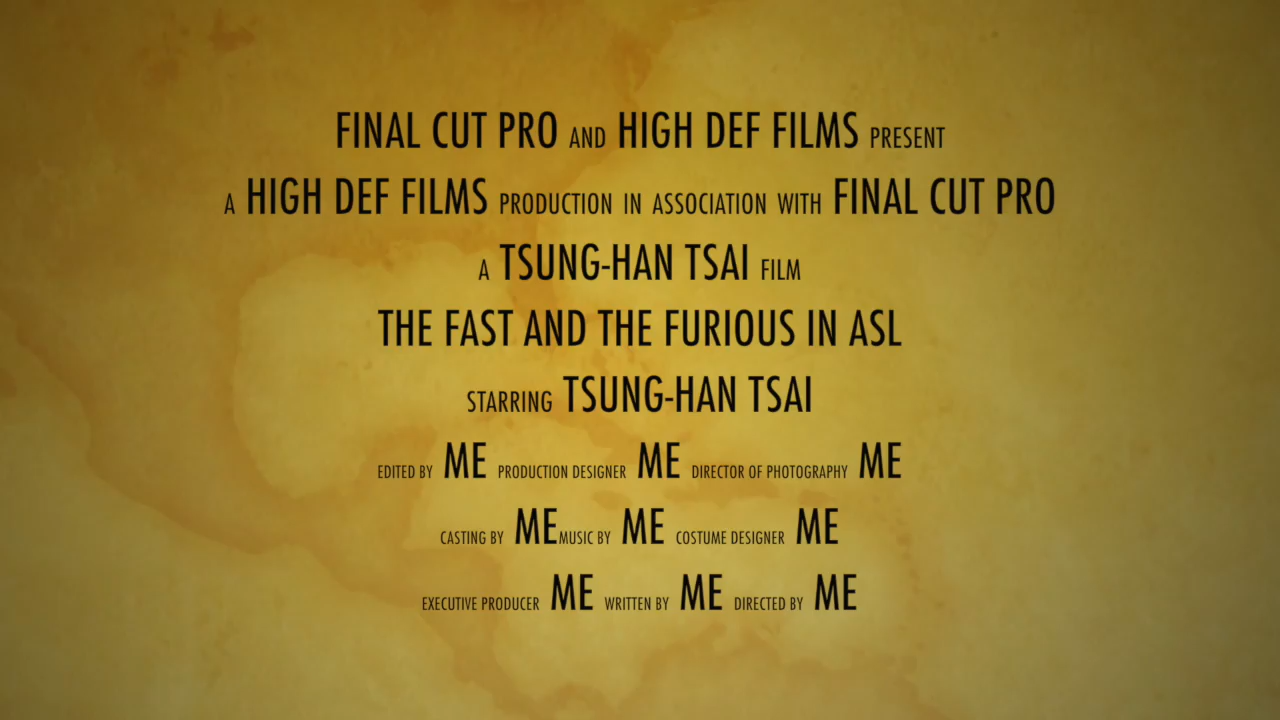 FINAL CUT PRO AND HIGH DEF FILMS PRESENT
A HIGH DEF FILMS PRODUCTION IN ASSOCIATION WITH FINAL CUT PRO
A TSUNG-HAN TSAI FILM
THE FAST AND THE FURIOUS IN ASL
STARRING TSUNG-HAN TSAI
EDITED BY ME PRODUCTION DESIGNER ME DIRECTOR OF PHOTOGRAPHY ME
CASTING BY ME MUSIC BY ME COSTUME DESIGNER ME
EXECUTIVE PRODUCER ME WRITTEN BY ME DIRECTED BY ME